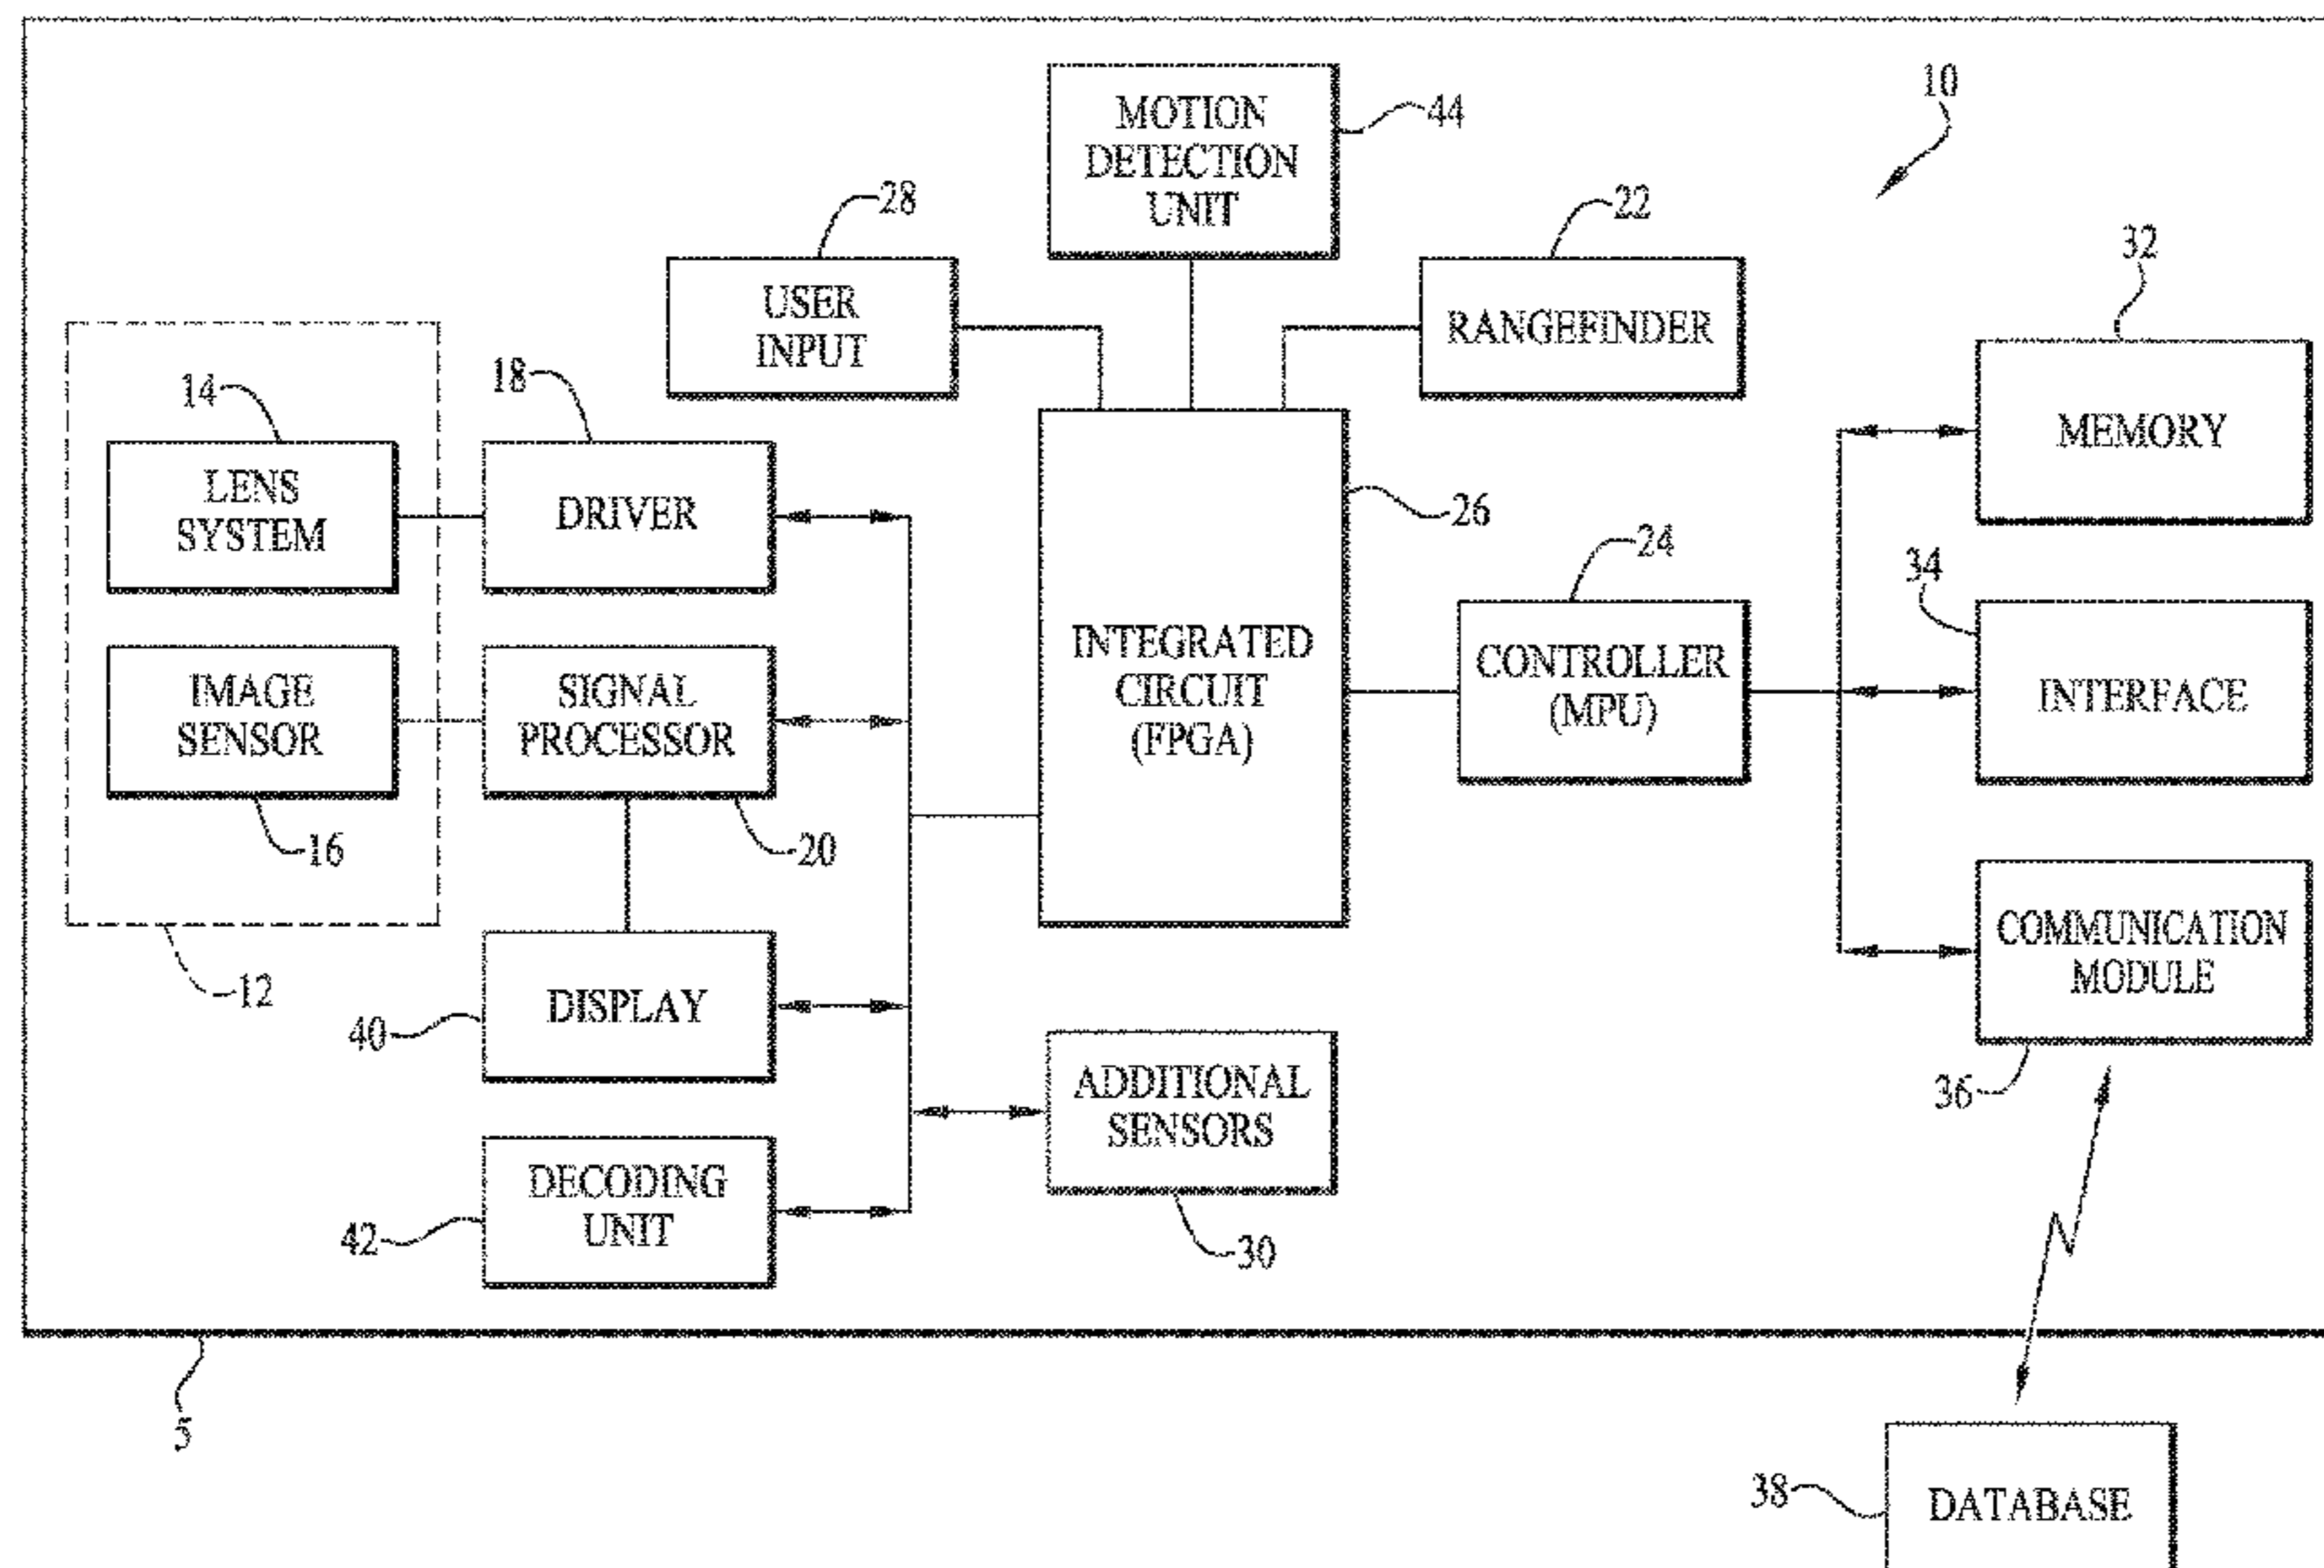 10
MOTION
DETECTION
UNIT
44
28
USER
INPUT
22
RANGEFINDER
32
MEMORY
14
LENS
SYSTEM
18
DRIVER
26
INTEGRATED
CIRCUIT
(FPGA)
24
CONTROLLER
(MPU)
34
INTERFACE
IMAGE
SENSOR
16
SIGNAL
PROCESSOR
20
12
COMMUNICATION
MODULE
36
40
DISPLAY
ADDITIONAL
SENSORS
30
42
DECODING
UNIT
5
38
DATABASE